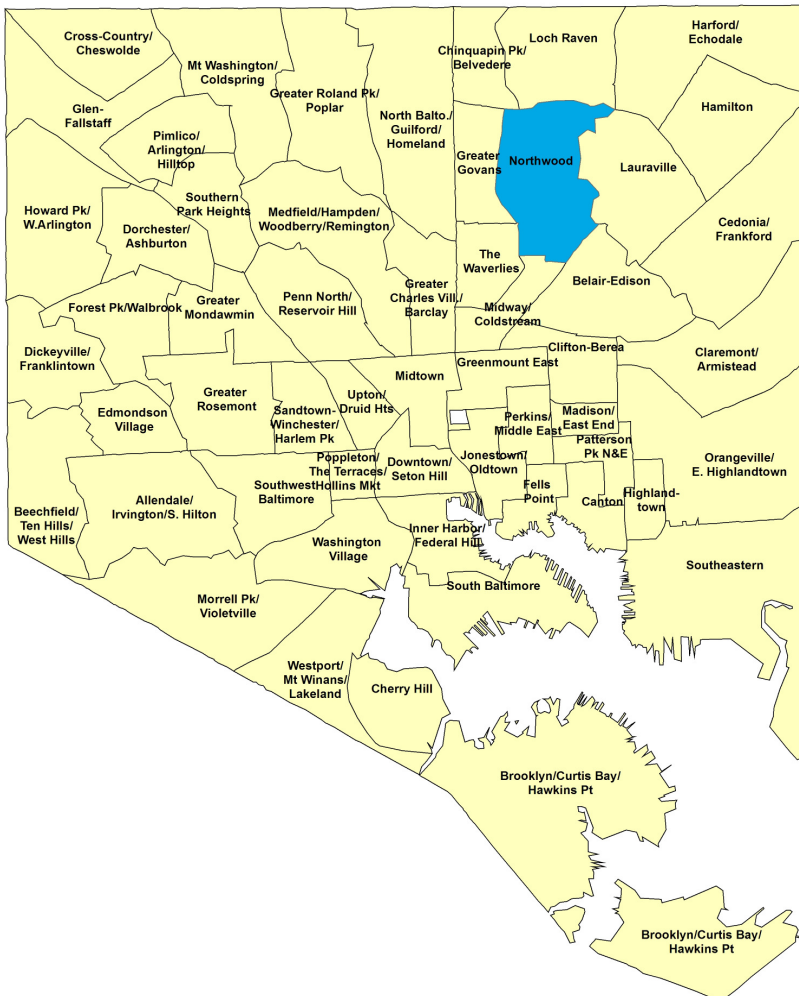 Cross-Country/
Cheswolde
Mt Washington/
Coldspring
Greater Roland Pk/
Poplar
Chinquapin Pk/
Belvedere
Loch Raven
Harford/
Echodale
Glen-
Fallstaff
Pimlico/
Arlington/
Hilltop
North Balto./
Guilford/
Homeland
Greater
Govans
Northwood
Lauraville
Hamilton
Howard Pk/
W.Arlington
Dorchester/
Ashburton
Southern
Park Heights
Medfield/Hampden/
Woodberry/Remington
Cedonia/
Frankford
The
Waverlies
Belair-Edison
Forest Pk/Walbrook
Greater
Mondawmin
Penn North/
Reservoir Hill
Greater
Charles Vill./
Barclay
Midway/
Coldstream
Dickeyville/
Franklintown
Greenmount East
Clifton-Berea
Claremont/
Armistead
Midtown
Edmondson
Village
Greater
Rosemont
Sandtown-
Winchester/
Harlem Pk
Upton/
Druid Hts
Perkins/
Middle East
Madison/
East End
Patterson
Pk N&E
Beechfield/
Ten Hills/
West Hills
Allendale/
Irvington/S. Hilton
Southwest
Baltimore
Poppleton/
The Terraces/
Hollins Mkt
Downtown/
Seton Hill
Jonestown/
Oldtown
Fells
Point
Canton
Highland-
town
Orangeville/
E. Highlandtown
Washington
Village
Inner Harbor/
Federal Hill
Southeastern
Morrell Pk/
Violetville
South Baltimore
Westport/
Mt Winans/
Lakeland
Cherry Hill
Brooklyn/Curtis Bay/
Hawkins Pt
Brooklyn/Curtis Bay/
Hawkins Pt